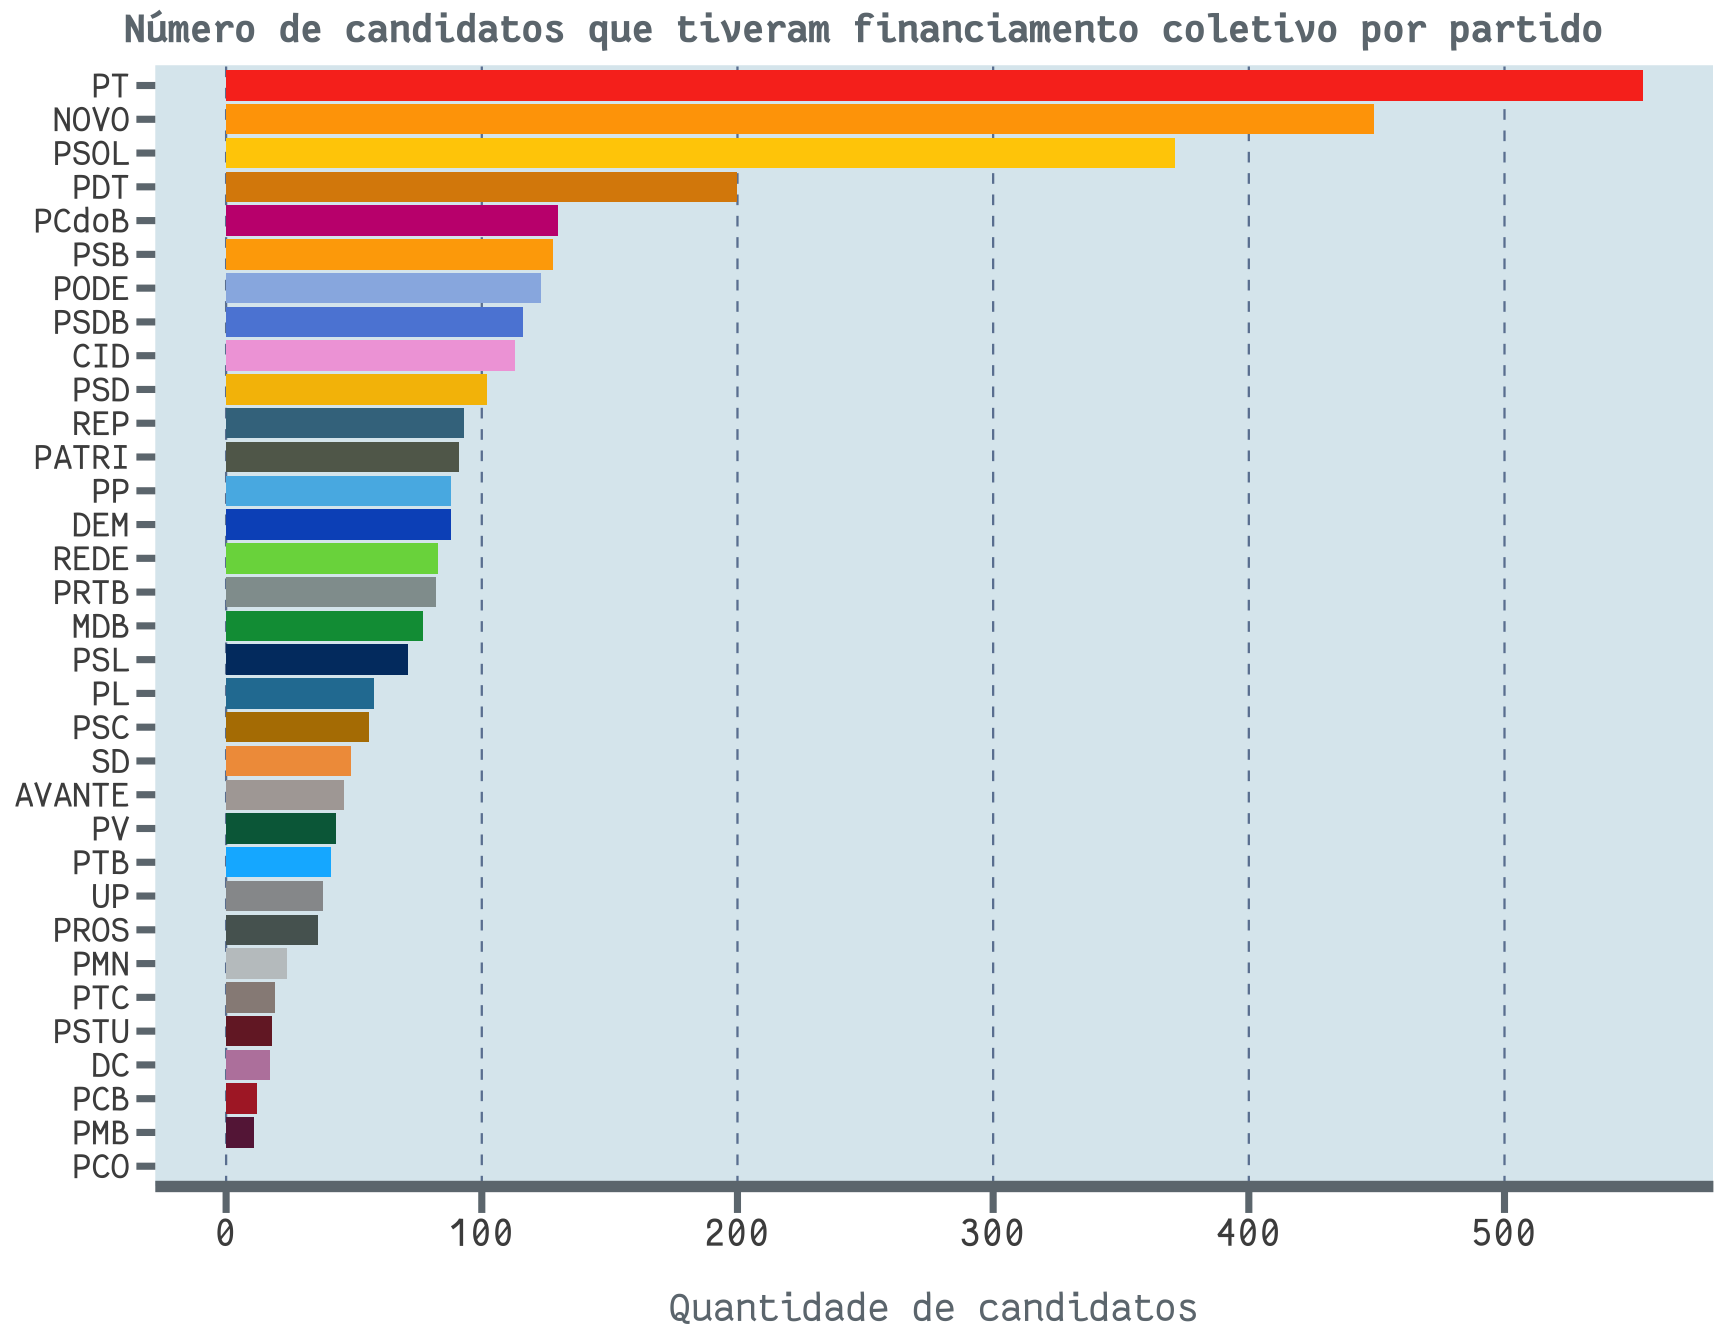 Número de candidatos que tiveram financiamento coletivo por partido
PT
NOVO
PSOL
PDT
PCdoB
PSB
PODE
PSDB
CID
PSD
REP
PATRI
PP
DEM
REDE
PRTB
MDB
PSL
PL
PSC
SD
AVANTE
PV
PTB
UP
PROS
PMN
PTC
PSTU
DC
PCB
PMB
PCO
0 100 200 300 400 500
Quantidade de candidatos